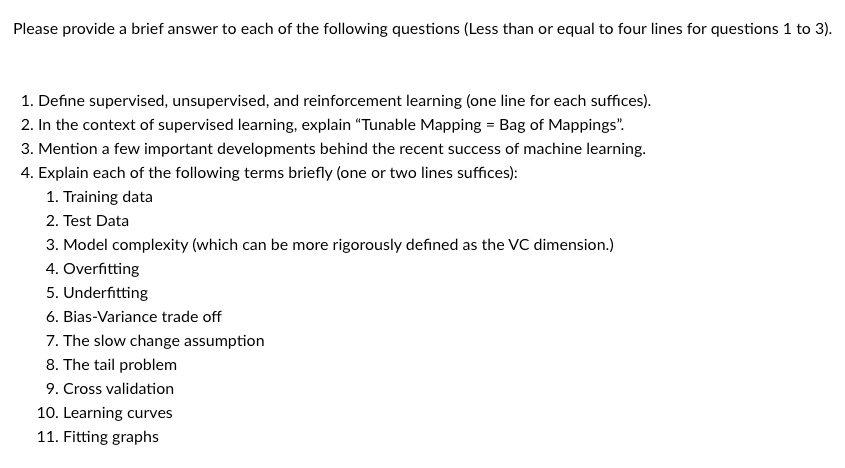 Please provide a brief answer to each of the following questions (Less than or equal to four lines for questions 1 to 3).
1. Define supervised, unsupervised, and reinforcement learning (one line for each suffices).
2. In the context of supervised learning, explain “Tunable Mapping = Bag of Mappings”.
3. Mention a few important developments behind the recent success of machine learning.
4. Explain each of the following terms briefly (one or two lines suffices):
1. Training data
2. Test Data
3. Model complexity (which can be more rigorously defined as the VC dimension.)
4. Overfitting
5. Underfitting
6. Bias-Variance trade off
7. The slow change assumption
8. The tail problem
9. Cross validation
10. Learning curves
11. Fitting graphs